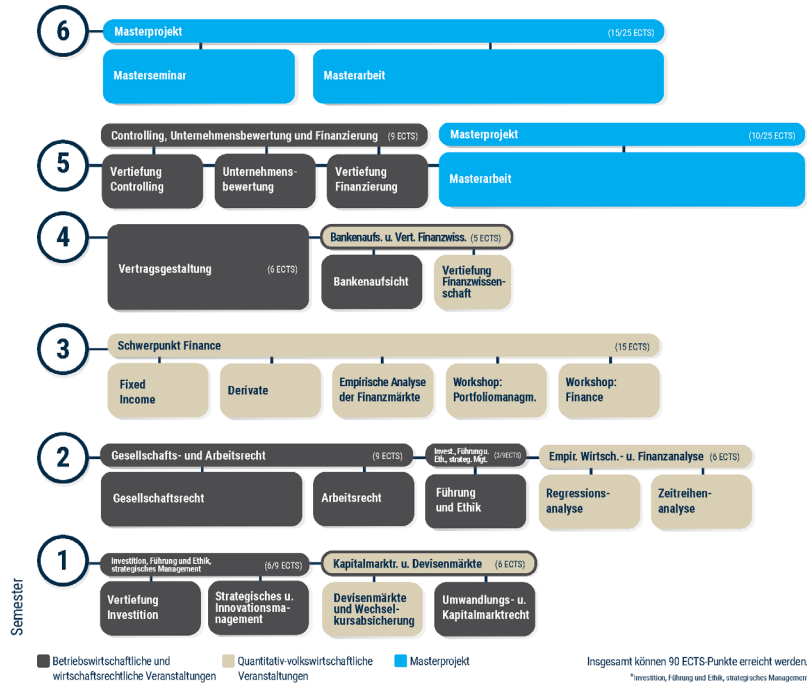 6
Masterprojekt
(15/25 ECTS)
Masterseminar
Masterarbeit
5
Controlling, Unternehmensbewertung und Finanzierung (9 ECTS)
Masterprojekt
(10/25 ECTS)
Vertiefung
Controlling
Unternehmens-
bewertung
Vertiefung
Finanzierung
Masterarbeit
4
Vertragsgestaltung
(6 ECTS)
Bankenaufs. u. Vert. Finanzwiss. (5 ECTS)
Bankenaufsicht
Vertiefung
Finanzwissen-
schaft
3
Schwerpunkt Finance
(15 ECTS)
Fixed
Income
Derivate
Empirische Analyse
der Finanzmärkte
Workshop:
Portfoliomanagm.
Workshop:
Finance
2
Gesellschafts- und Arbeitsrecht
(9 ECTS)
Invest., Führung u.
Eth., strateg. Mgt.
(3/9ECTS)
Empir. Wirtsch.- u. Finanzanalyse (6 ECTS)
Gesellschaftsrecht
Arbeitsrecht
Führung
und Ethik
Regressions-
analyse
Zeitreihen-
analyse
1
Investition, Führung und Ethik,
strategisches Management
(6/9 ECTS)
Kapitalmarktr. u. Devisenmärkte (6 ECTS)
Vertiefung
Investition
Strategisches u.
Innovationsma-
nagement
Devisenmärkte
und Wechsel-
kursabsicherung
Umwandlungs- u.
Kapitalmarktrecht
Semester
Betriebswirtschaftliche und
wirtschaftsrechtliche Veranstaltungen
Quantitativ-volkswirtschaftliche
Veranstaltungen
Masterprojekt
Insgesamt können 90 ECTS-Punkte erreicht werden.
*Investition, Führung und Ethik, strategisches Managemen